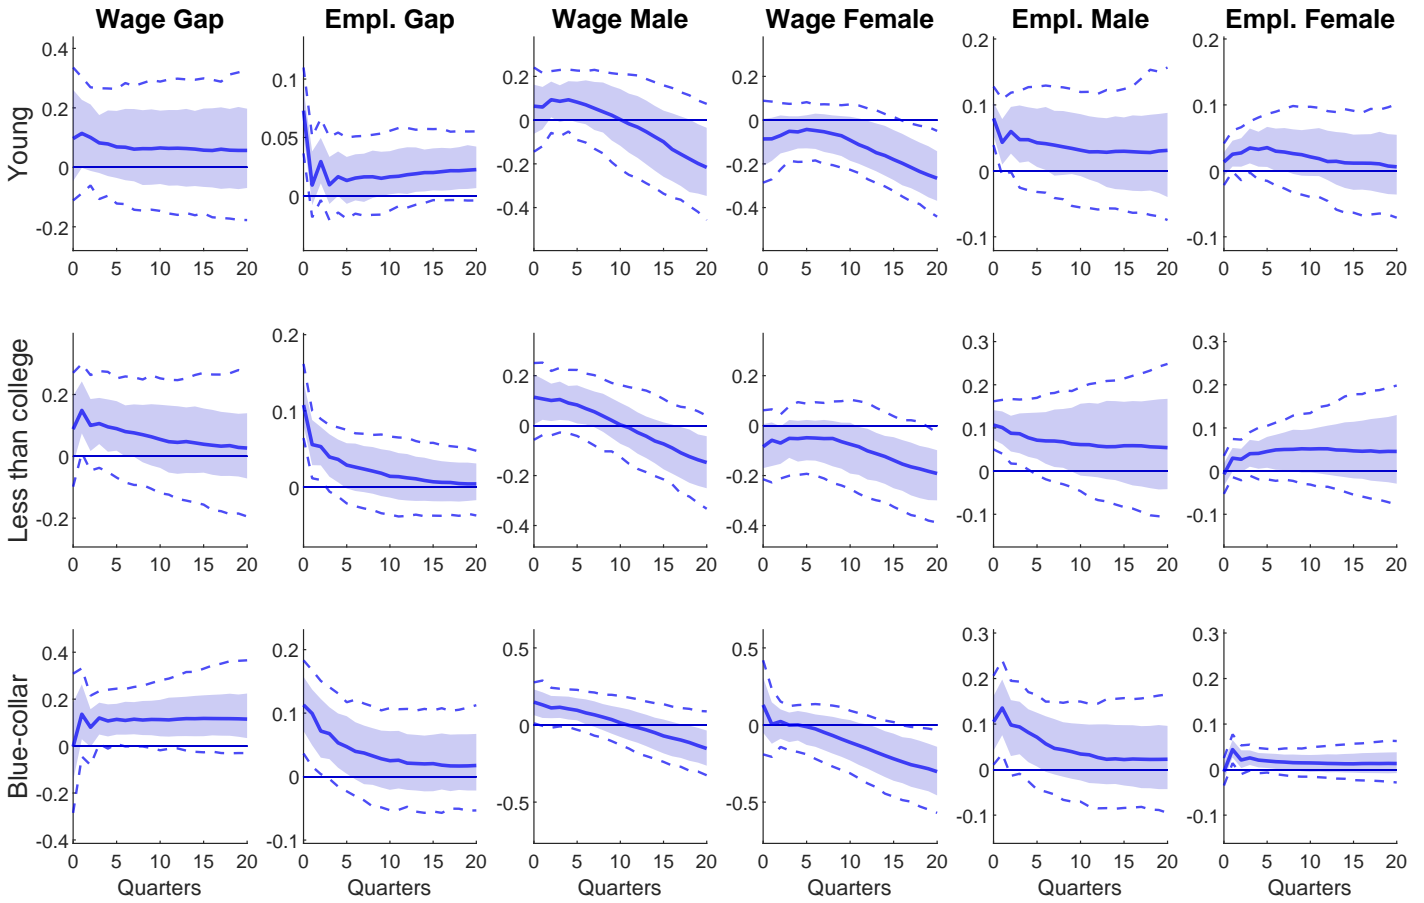 Wage Gap Empl. Gap Wage Male Wage Female Empl. Male Empl. Female
Young
0.4 0.2 0 -0.2
0.1 0.05 0
0.2 0 -0.2 -0.4
0.2 0 -0.2 -0.4
0.2 0.1 0 -0.1
0.2 0.1 0 -0.1
0 5 10 15 20 0 5 10 15 20 0 5 10 15 20 0 5 10 15 20 0 5 10 15 20 0 5 10 15 20
Less than college
0.2 0 -0.2
0.2 0.1 0
0.2 0 -0.2 -0.4
0.2 0 -0.2 -0.4
0.3 0.2 0.1 0 -0.1
0.3 0.2 0.1 0 -0.1
0 5 10 15 20 0 5 10 15 20 0 5 10 15 20 0 5 10 15 20 0 5 10 15 20 0 5 10 15 20
Blue-collar
0.4 0.2 0 -0.2 -0.4
0.2 0.1 0 -0.1
0.5 0 -0.5
0.5 0 -0.5
0.3 0.2 0.1 0 -0.1
0.3 0.2 0.1 0 -0.1
0 5 10 15 20 0 5 10 15 20 0 5 10 15 20 0 5 10 15 20 0 5 10 15 20 0 5 10 15 20
Quarters Quarters Quarters Quarters Quarters Quarters